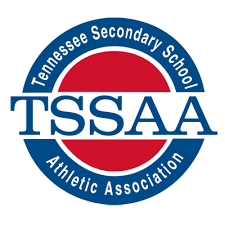 Tennessee Secondary School
TSSAA
Athletic Association